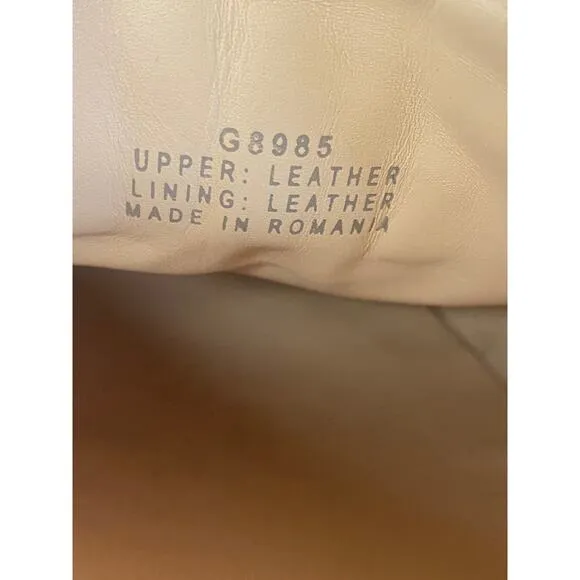 G8985
UPPER: LEATHER
LINING: LEATHER
MADE IN ROMANIA